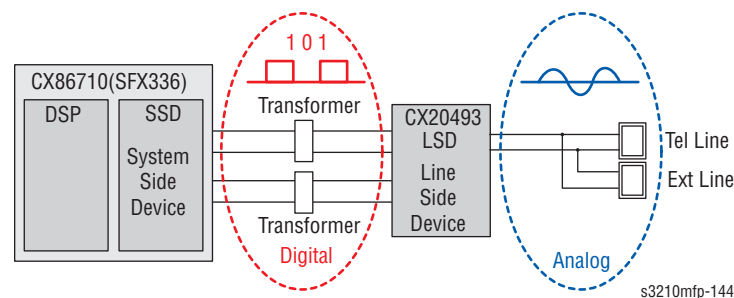 1 0 1
CX86710(SFX336)
DSP
SSD
System
Side
Device
Transformer
Transformer
Digital
CX20493
LSD
Line
Side
Device
Tel Line
Ext Line
Analog
s3210mfp-144